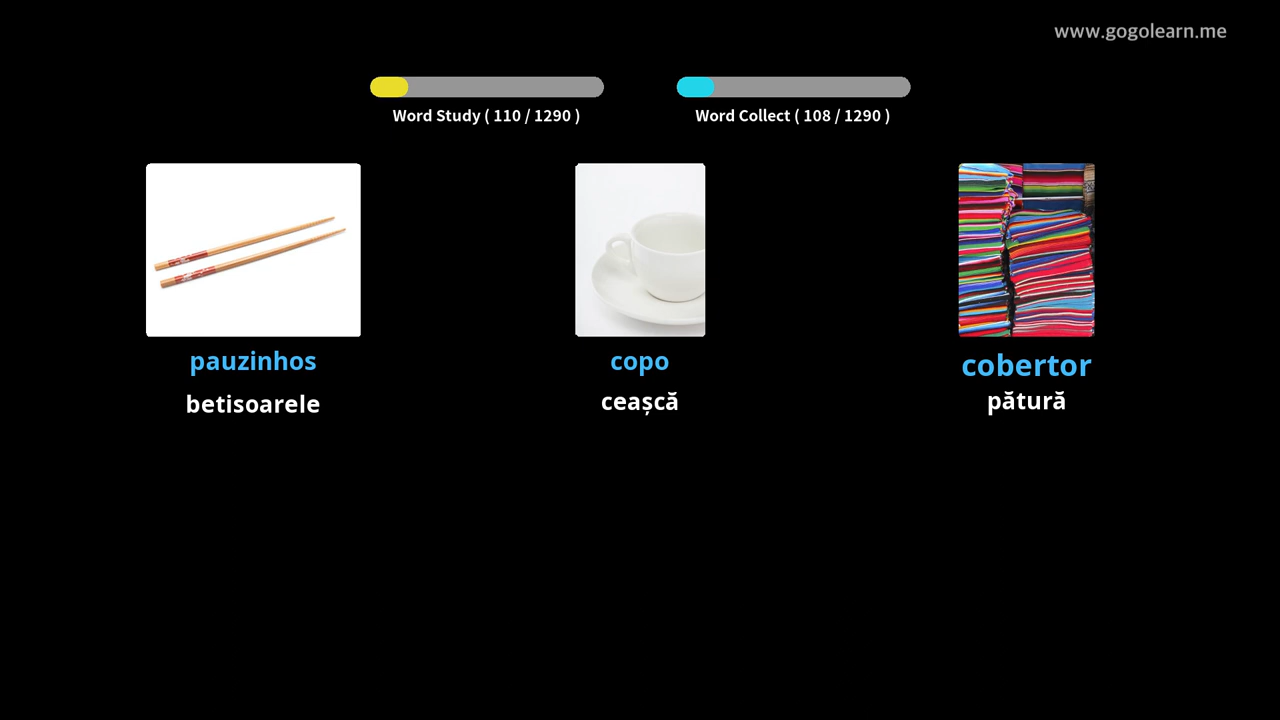 www.gogolearn.me
Word Study ( 110 / 1290 )
Word Collect ( 108 / 1290 )
pauzinhos
copo
cobertor
betisoarele
ceașcă
pătură